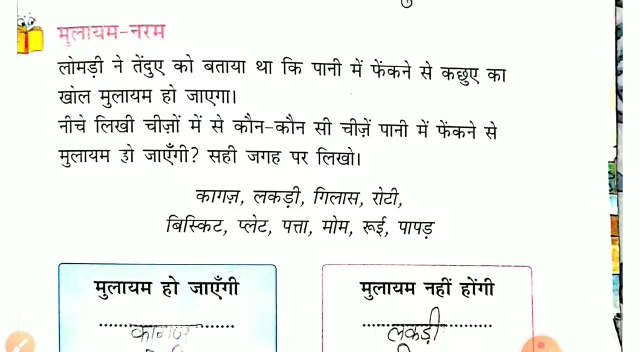 मुलायम-नरम
लोमड़ी ने तेंदुए को बताया था कि पानी में फेंकने से कछुए का
खोल मुलायम हो जाएगा।
नीचे लिखी चीज़ों में से कौन-कौन सी चीज़ें पानी में फेंकने से
मुलायम हो जाएँगी? सही जगह पर लिखो।
कागज़, लकड़ी, गिलास, रोटी,
बिस्किट, प्लेट, पत्ता, मोम, रूई, पापड़
मुलायम हो जाएँगी
मुलायम नहीं होंगी
कागज
लकड़ी